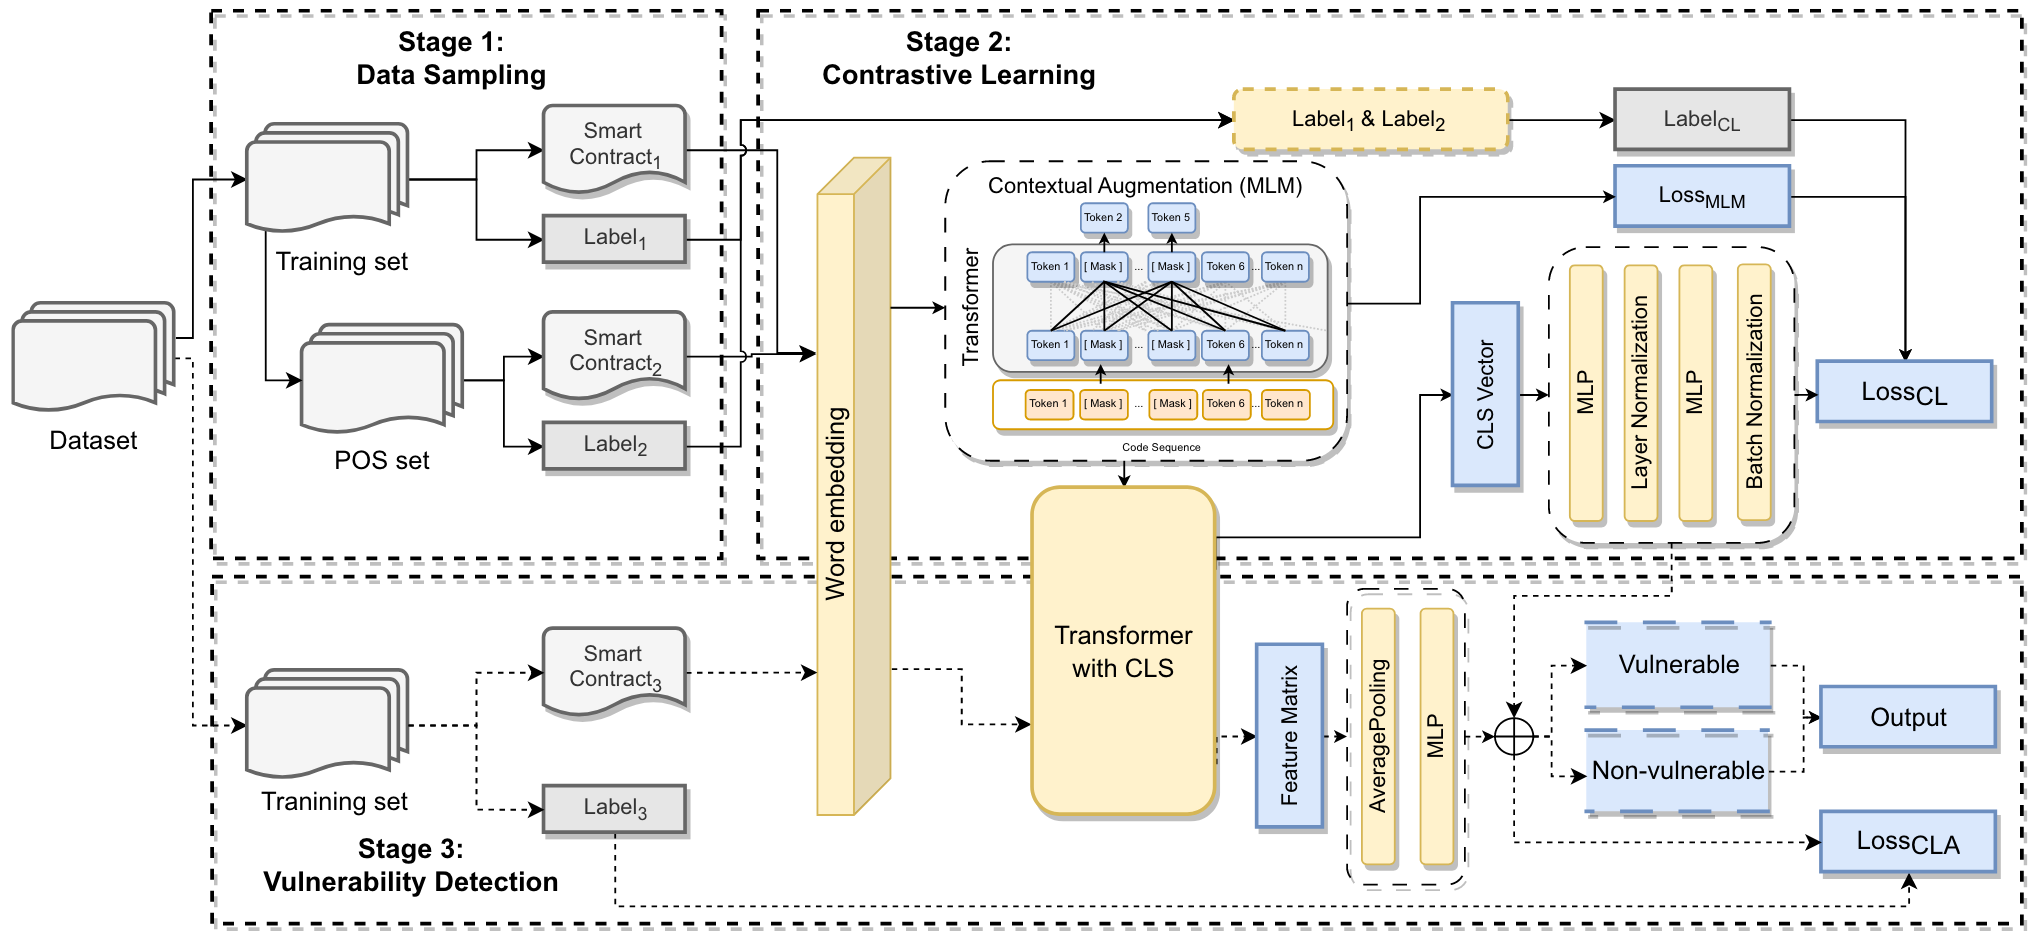 Stage 1:
Data Sampling
Smart
Contract1
Label1
Training set
Smart
Contract2
Label2
POS set
Dataset
Stage 2:
Contrastive Learning
Label1 & Label2
LabelCL
LossMLM
Contextual Augmentation (MLM)
Token 2
Token 5
Transformer
Token 1
[ Mask ]
...
[ Mask ]
Token 6
...
Token n
Token 1
[ Mask ]
...
[ Mask ]
Token 6
...
Token n
Token 1
[ Mask ]
...
[ Mask ]
Token 6
...
Token n
Code Sequence
Word embedding
CLS Vector
MLP
Layer Normalization
MLP
Batch Normalization
LossCL
Transformer
with CLS
Smart
Contract3
Label3
Tranining set
Stage 3:
Vulnerability Detection
Feature Matrix
AveragePooling
MLP
Vulnerable
Non-vulnerable
Output
LossCLA